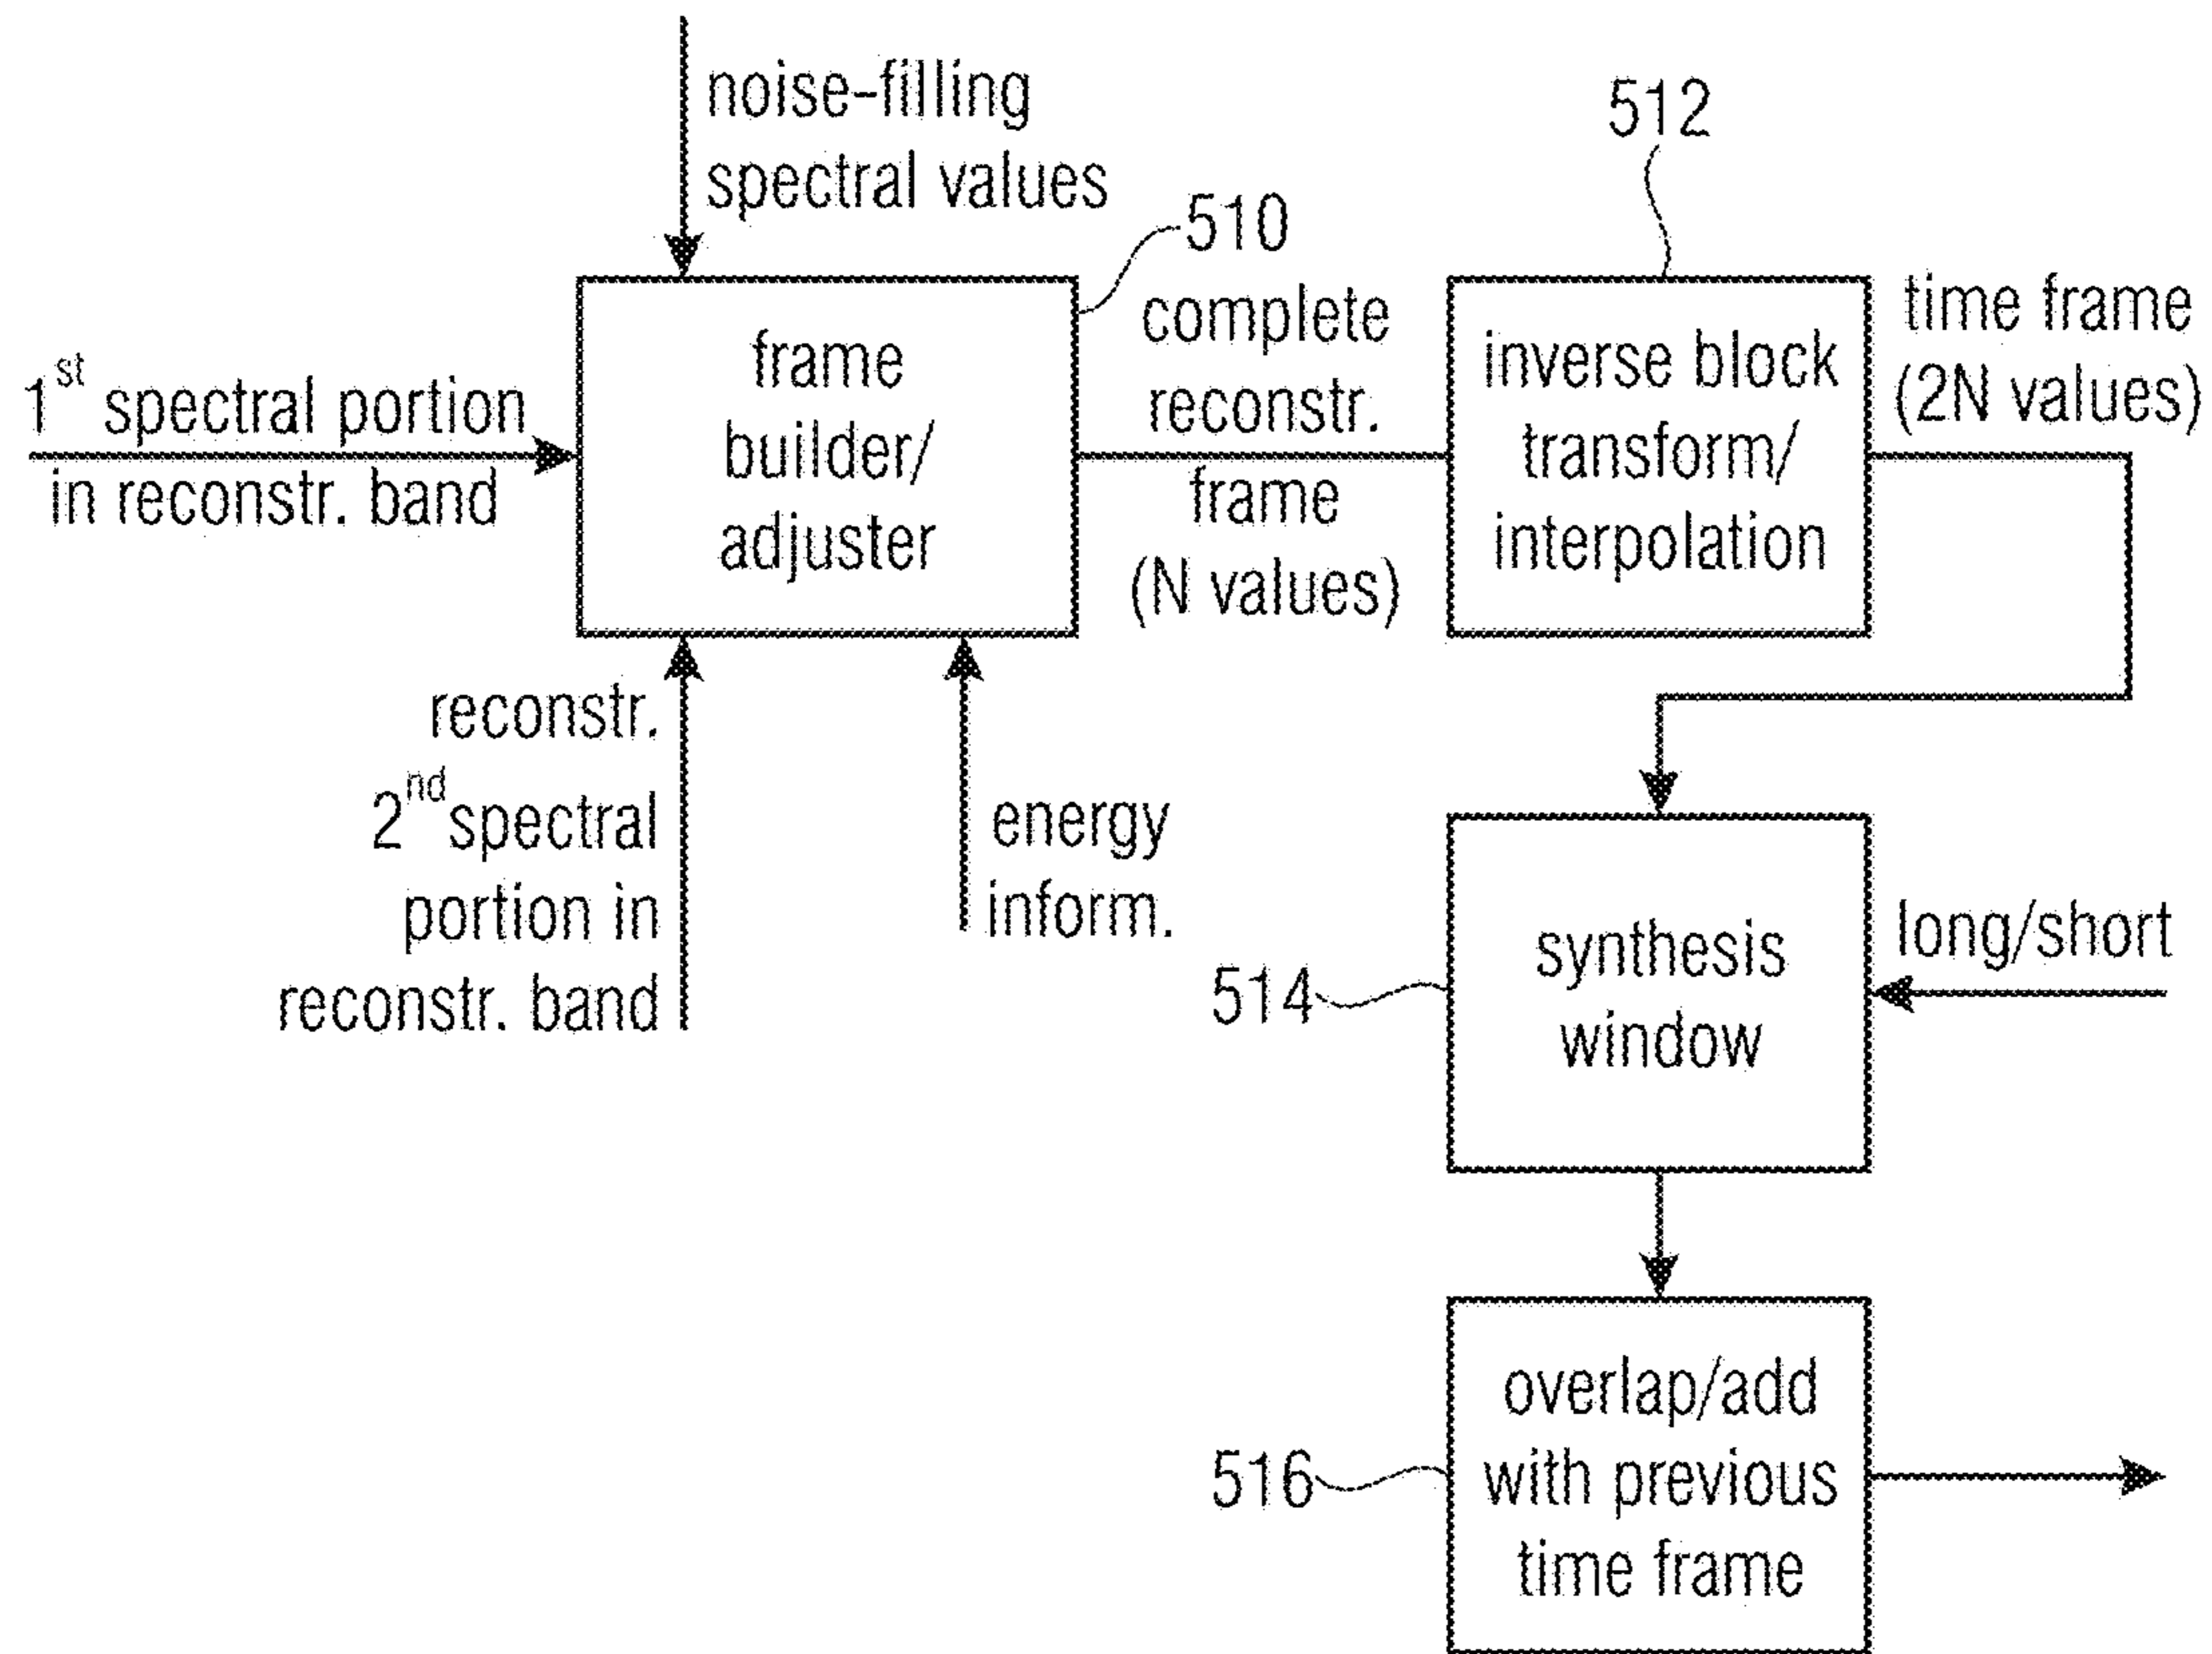 noise-filling
spectral values
512
510
1st spectral portion
in reconstr. band
frame
builder/
adjuster
complete
reconstr.
frame
(N values)
inverse block
transform/
interpolation
time frame
(2N values)
reconstr.
2nd spectral
portion in
reconstr. band
energy
inform.
514
synthesis
window
long/short
516
overlap/add
with previous
time frame